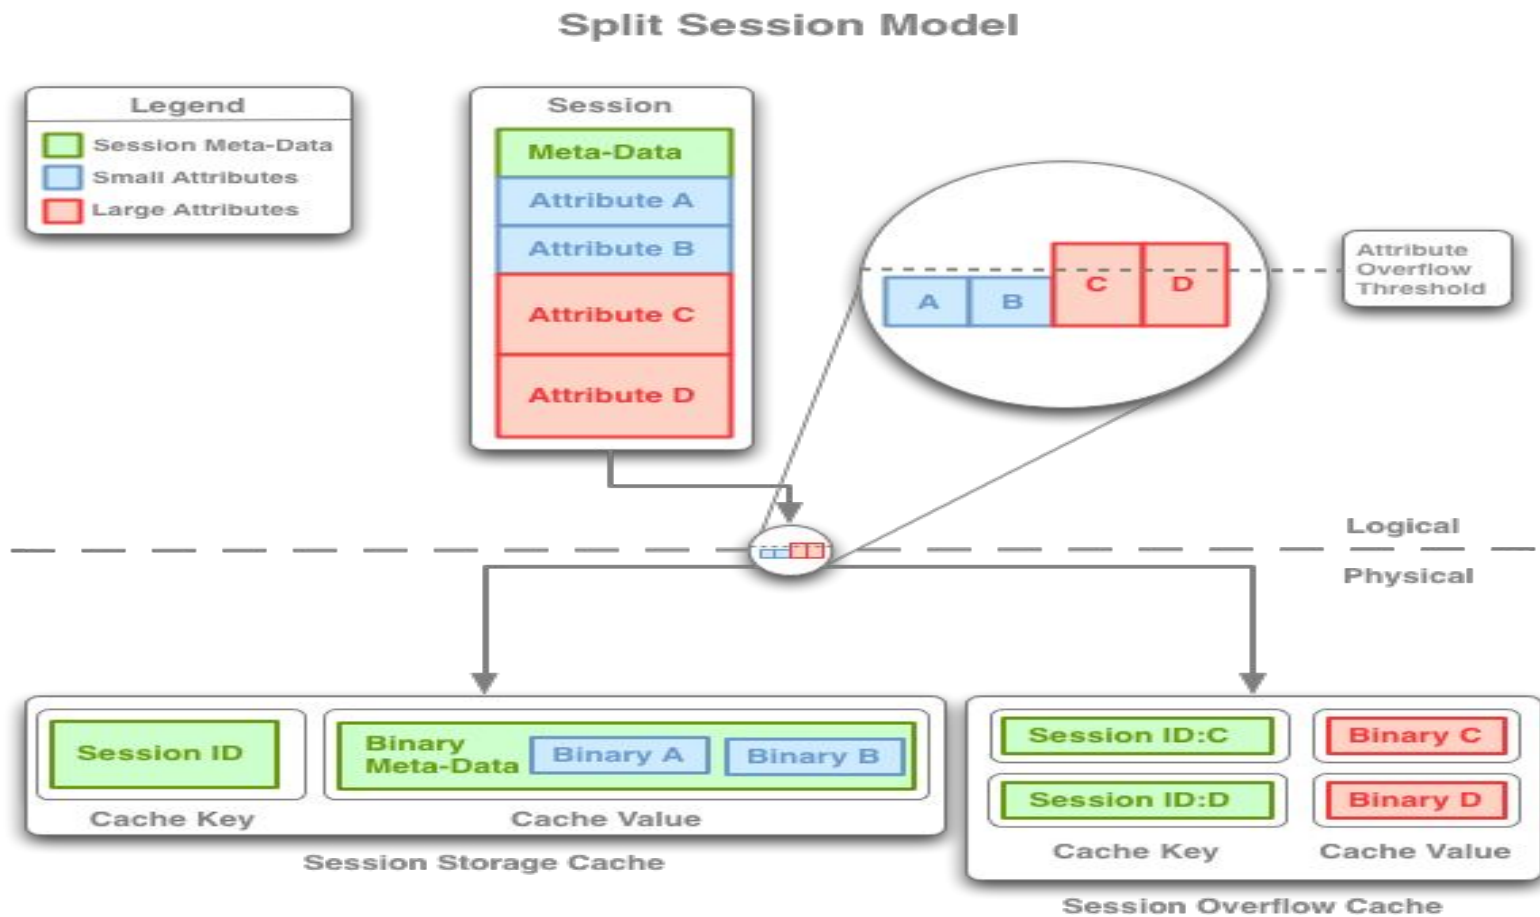 Split Session Model
Legend
Session Meta-Data
Small Attributes
Large Attributes
Session
Meta-Data
Attribute A
Attribute B
Attribute C
Attribute D
A
B
C
D
Attribute
Overflow
Threshold
Logical
Physical
Session ID
Binary
Meta-Data
Binary A
Binary B
Cache Key
Cache Value
Session Storage Cache
Session ID:C
Binary C
Session ID:D
Binary D
Cache Key
Cache Value
Session Overflow Cache